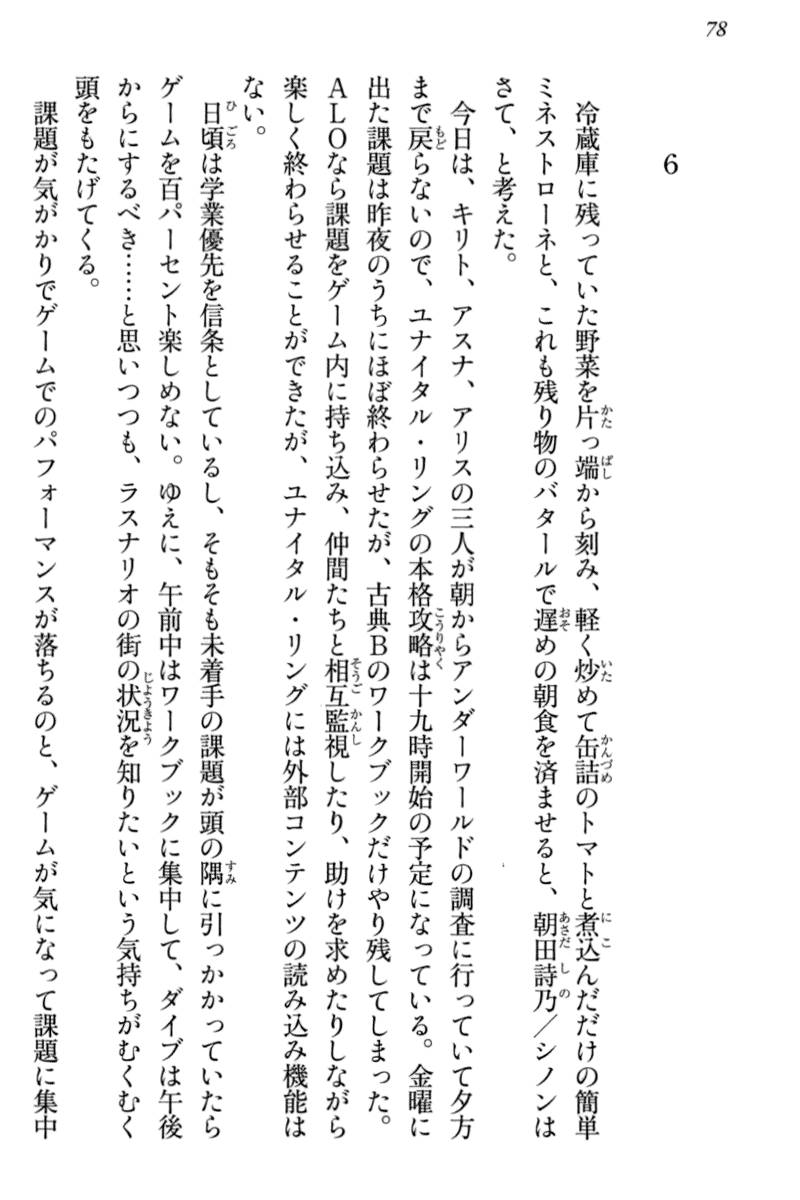 78
6
冷蔵庫に残っていた野菜を片っ端から刻み、軽く炒めて缶詰のトマトと煮込んだだけの簡単
ミネストローネと、これも残り物のバタールで遅めの朝食を済ませると、朝田詩乃／シノンは
さて、と考えた。
今日は、キリト、アスナ、アリスの三人が朝からアンダーワールドの調査に行っていて夕方
まで戻らないので、ユナイタル・リングの本格攻略は十九時開始の予定になっている。金曜に
出た課題は昨夜のうちにほぼ終わらせたが、古典Ｂのワークブックだけやり残してしまった。
ＡＬＯなら課題をゲーム内に持ち込み、仲間たちと相互監視したり、助けを求めたりしながら
楽しく終わらせることができたが、ユナイタル・リングには外部コンテンツの読み込み機能は
ない。
日頃は学業優先を信条としているし、そもそも未着手の課題が頭の隅に引っかかっていたら
ゲームを百パーセント楽しめない。ゆえに、午前中はワークブックに集中して、ダイブは午後
からにするべき……と思いつつも、ラスナリオの街の状況を知りたいという気持ちがむくむく
頭をもたげてくる。
課題が気がかりでゲームでのパフォーマンスが落ちるのと、ゲームが気になって課題に集中